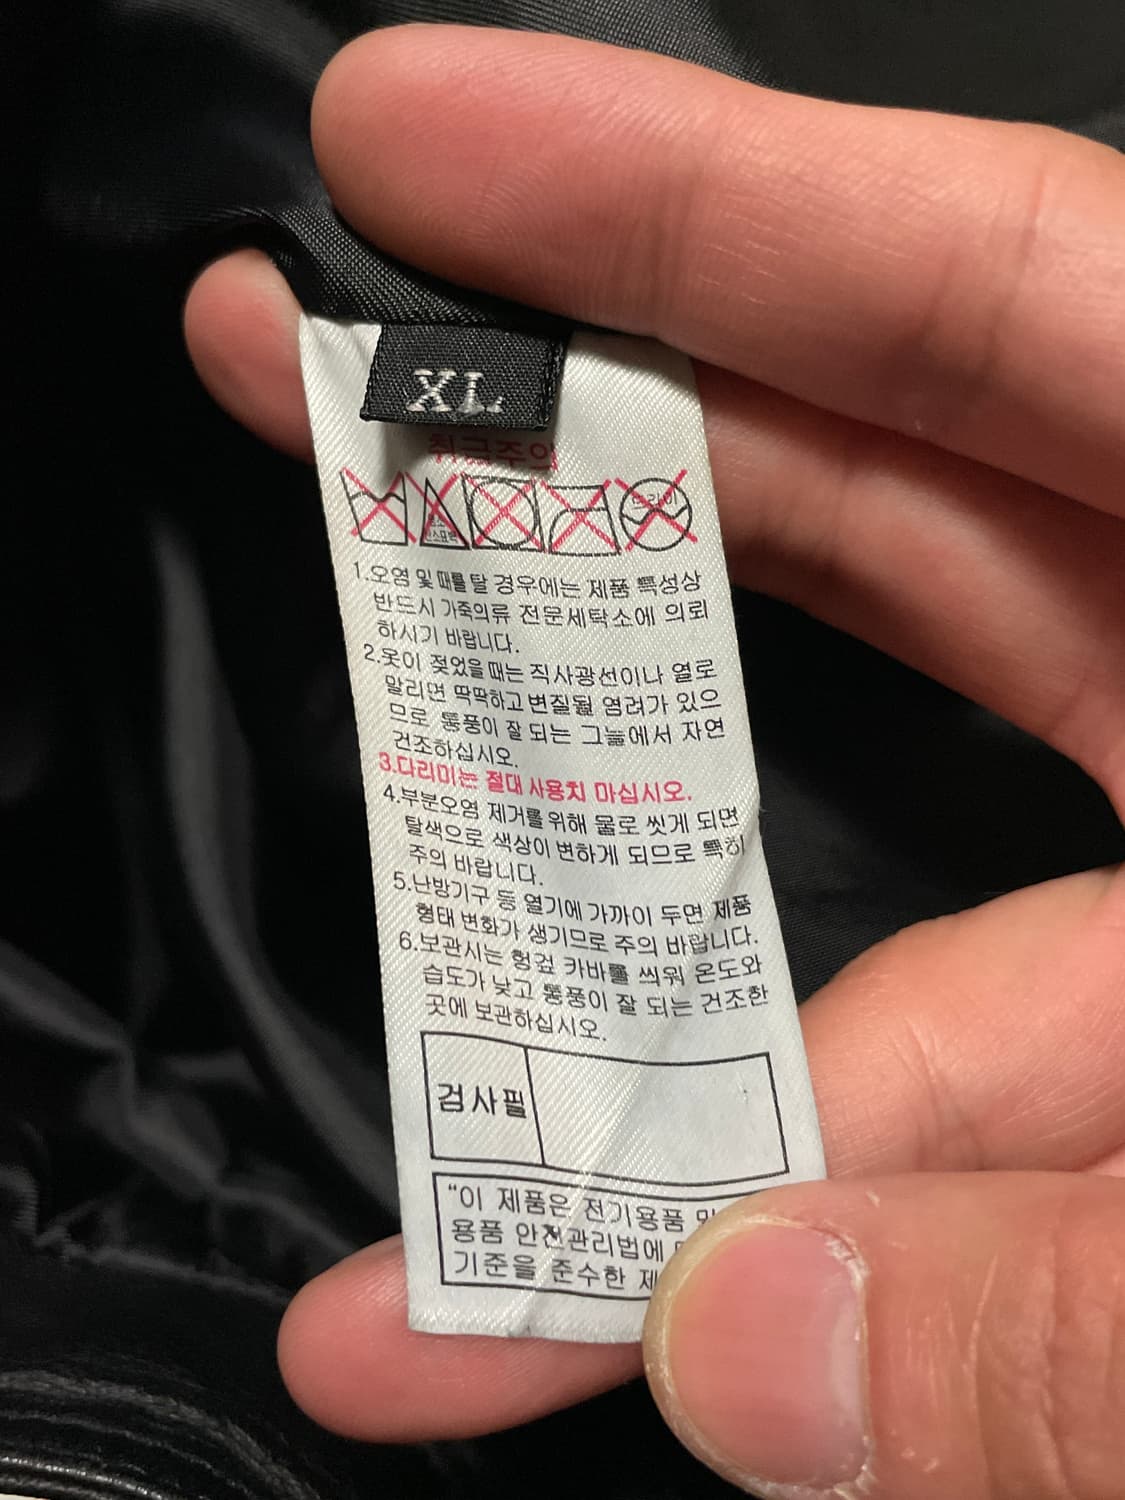 XL
취급주의
드라이
1.오염 및 때를 탈 경우에는 제품 특성상
반드시 가죽의류 전문세탁소에 의뢰
하시기 바랍니다.
2.옷이 젖었을 때는 직사광선이나 열로
말리면 딱딱하고 변질될 염려가 있으
므로 통풍이 잘 되는 그늘에서 자연
건조하십시오.
3.다리미는 절대 사용치 마십시오.
4.부분오염 제거를 위해 물로 씻게 되면
탈색으로 색상이 변하게 되므로 특히
주의 바랍니다.
5.난방기구 등 열기에 가까이 두면 제품
형태 변화가 생기므로 주의 바랍니다.
6.보관시는 헝겊 카바를 씌워 온도와
습도가 낮고 통풍이 잘 되는 건조한
곳에 보관하십시오.
검사필
“이 제품은 전기용품 및
용품 안전관리법에
기준을 준수한 제